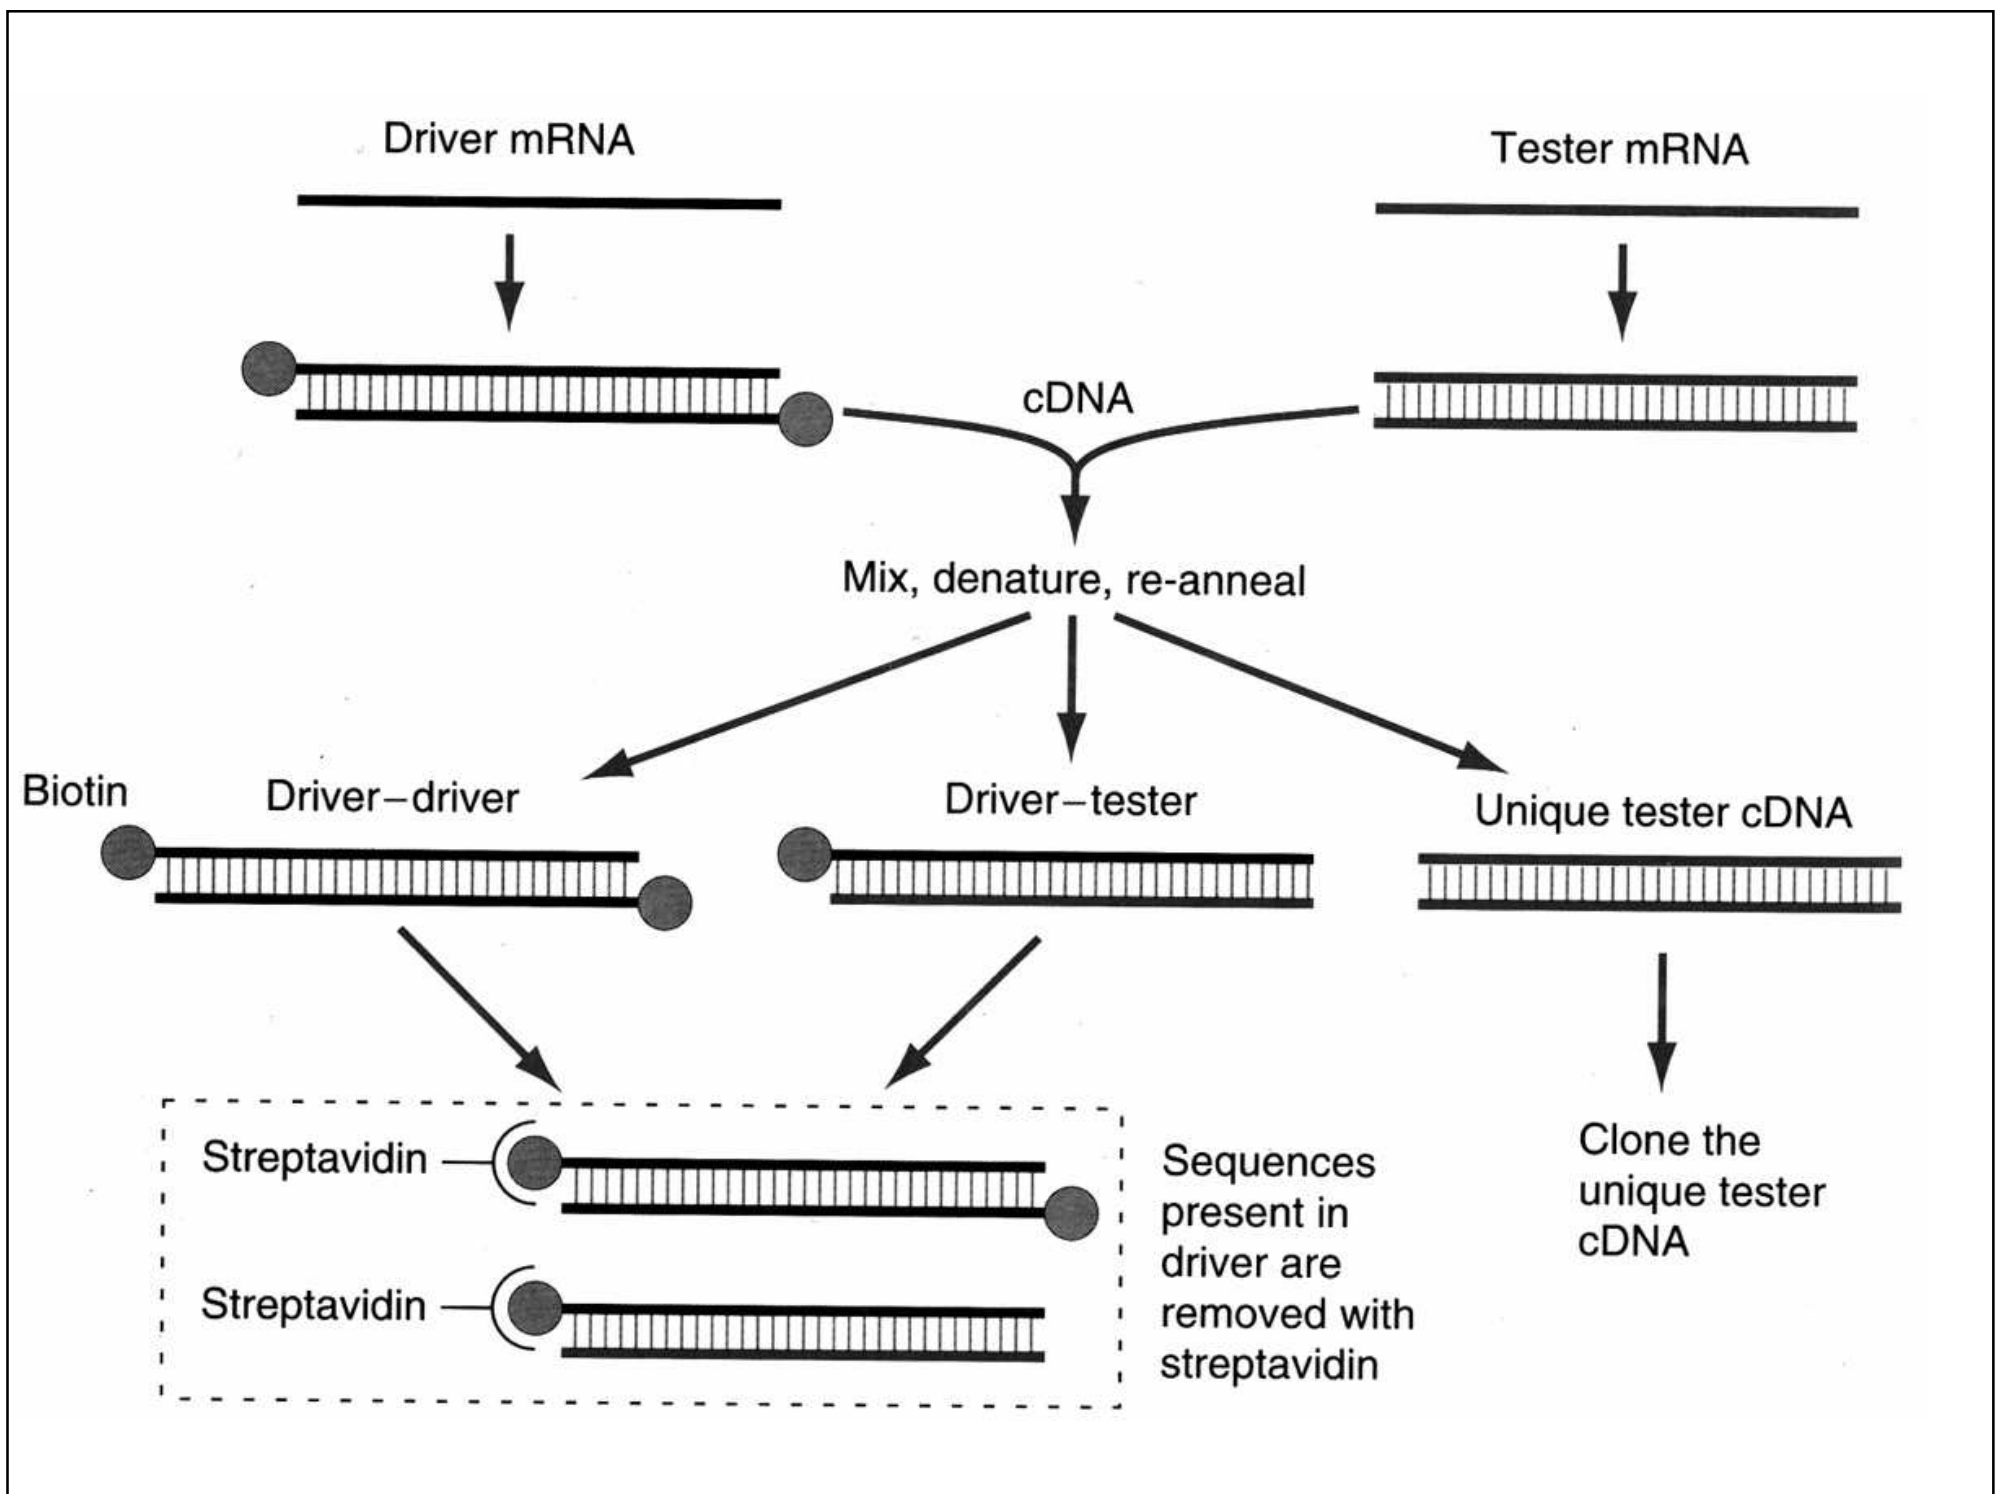 Driver mRNA
Tester mRNA
cDNA
Mix, denature, re-anneal
Biotin
Driver–driver
Driver–tester
Unique tester cDNA
Streptavidin
Streptavidin
Sequences
present in
driver are
removed with
streptavidin
Clone the
unique tester
cDNA